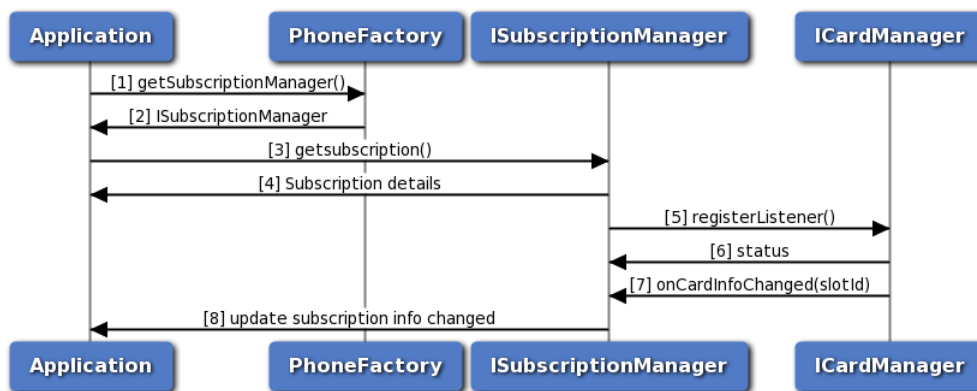 Application
PhoneFactory
ISubscriptionManager
ICardManager
[1] getSubscriptionManager()
[2] ISubscriptionManager
[3] getsubscription()
[4] Subscription details
[5] registerListener()
[6] status
[7] onCardInfoChanged(slotId)
[8] update subscription info changed
Application
PhoneFactory
ISubscriptionManager
ICardManager